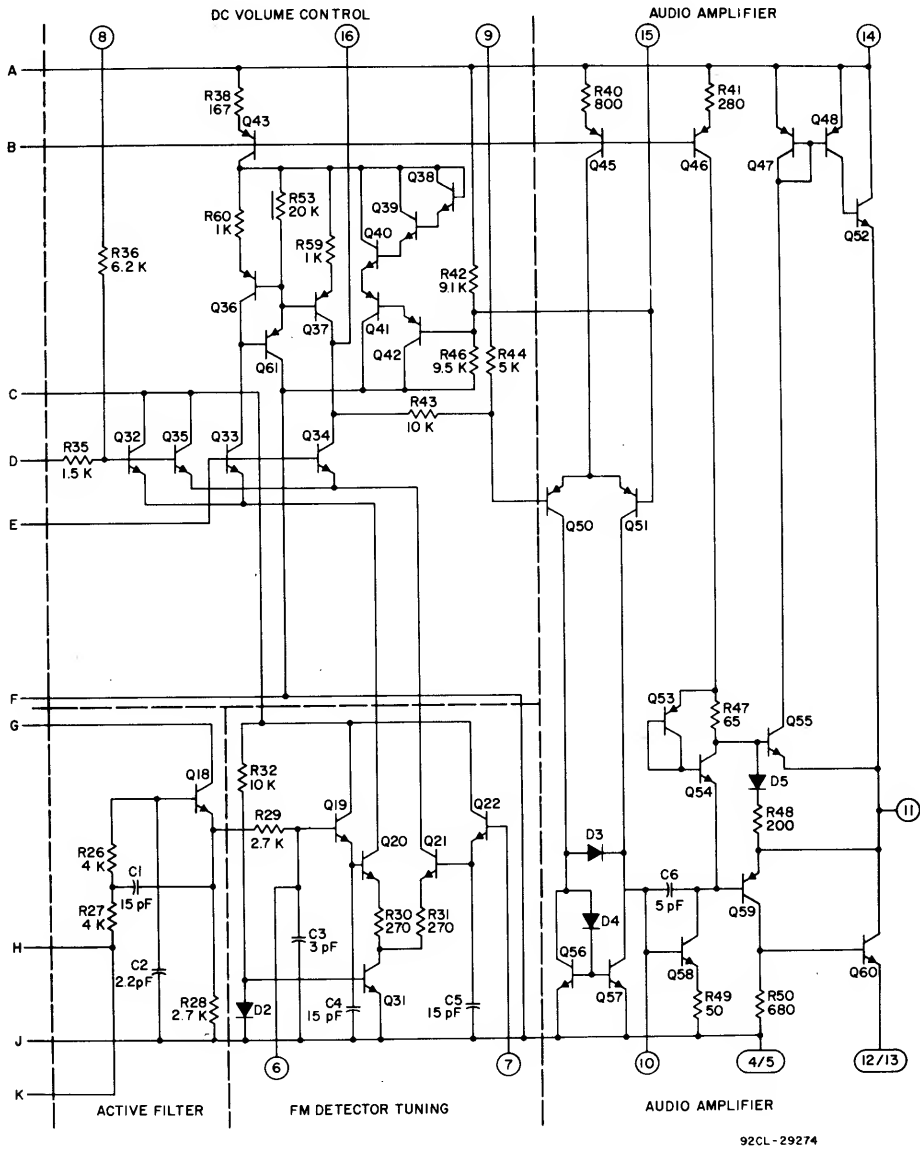 DC VOLUME CONTROL
AUDIO AMPLIFIER
8
16
9
15
14
A
R38
167
Q43
R40
800
R41
280
Q48
B
Q45
Q46
Q47
Q38
R53
20 K
Q39
R60
1K
Q52
R36
6.2 K
R59
1K
Q40
R42
9.1 K
Q36
Q37
Q41
Q61
Q42
R46
9.5 K
R44
5 K
C
R43
10 K
Q32
Q35
Q33
Q34
D
R35
1.5 K
E
Q50
Q51
F
Q53
R47
65
Q55
G
Q18
R32
10 K
Q54
D5
R29
2.7 K
Q19
Q22
R48
200
11
Q20
Q21
D3
R26
4 K
C1
15 pF
C6
5 pF
Q59
R27
4 K
R30
270
R31
270
D4
H
C3
3 pF
Q56
Q58
Q60
C2
2.2pF
Q31
Q57
R49
50
R50
680
R28
2.7 K
D2
C4
15 pF
C5
15 pF
J
6
7
10
4/5
12/13
K
ACTIVE FILTER
FM DETECTOR TUNING
AUDIO AMPLIFIER
92CL-29274